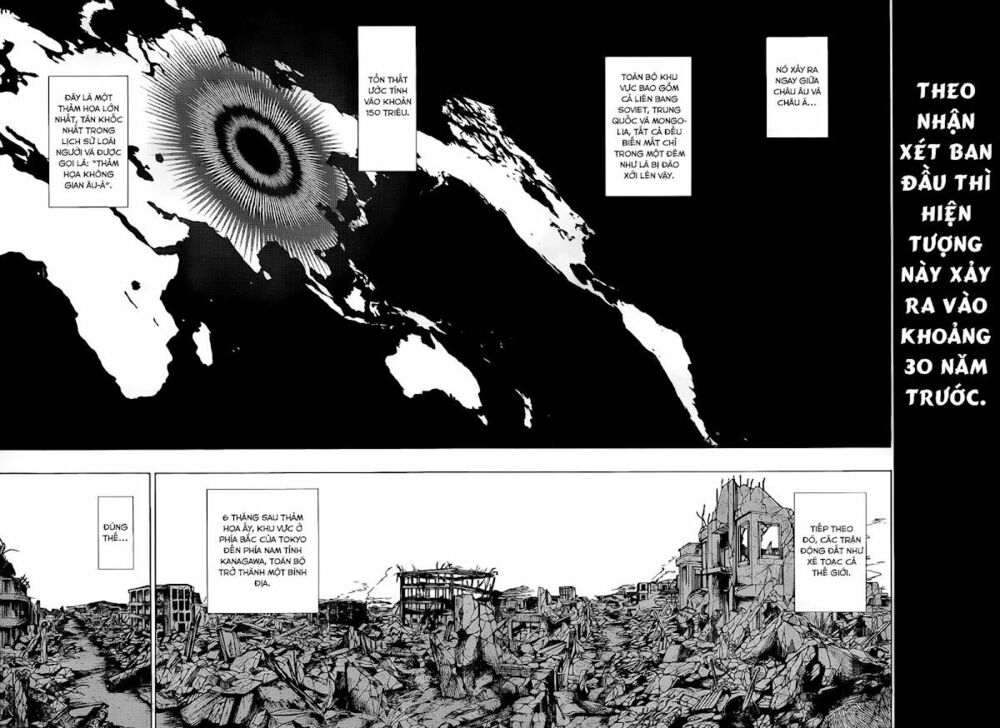 THEO
NHẬN
XÉT BAN
ĐẦU THÌ
HIỆN
TƯỢNG
NÀY XẢY
RA VÀO
KHOẢNG
30 NĂM
TRƯỚC.
NÓ XẢY RA
NGAY GIỮA
CHÂU ÂU VÀ
CHÂU Á...
TOÀN BỘ KHU
VỰC BAO GỒM
CẢ LIÊN BANG
SOVIET, TRUNG
QUỐC VÀ MONGO-
LIA, TẤT CẢ ĐỀU
BIẾN MẤT CHỈ
TRONG MỘT ĐÊM
NHƯ LÀ BỊ ĐÀO
XỚI LÊN VẬY.
TỔN THẤT
ƯỚC TÍNH
VÀO KHOẢN
150 TRIỆU.
ĐÂY LÀ MỘT
THẢM HỌA LỚN
NHẤT, TÀN KHỐC
NHẤT TRONG
LỊCH SỬ LOÀI
NGƯỜI VÀ ĐƯỢC
GỌI LÀ: "THẢM
HỌA KHÔNG
GIAN ÂU-Á".
TIẾP THEO
ĐÓ, CÁC TRẬN
ĐỘNG ĐẤT NHƯ
XÉ TOẠC CẢ
THẾ GIỚI.
6 THÁNG SAU THẢM
HỌA ẤY, KHU VỰC Ở
PHÍA BẮC CỦA TOKYO
ĐẾN PHÍA NAM TỈNH
KANAGAWA, TOÀN BỘ
TRỞ THÀNH MỘT BÌNH
ĐỊA.
ĐÚNG
THẾ...